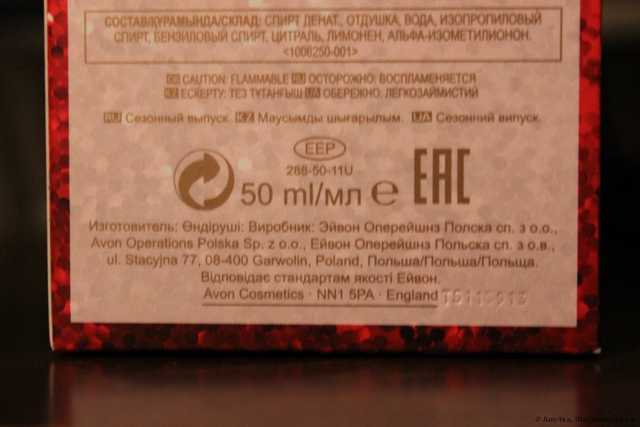 СОСТАВ/ҚҰРАМЫНДА/СКЛАД: СПИРТ ДЕНАТ., ОТДУШКА, ВОДА, ИЗОПРОПИЛОВЫЙ
СПИРТ, БЕНЗИЛОВЫЙ СПИРТ, ЦИТРАЛЬ, ЛИМОНЕН, АЛЬФА-ИЗОМЕТИЛИОНОН.
<1006250-001>
GB CAUTION: FLAMMABLE RU ОСТОРОЖНО: ВОСПЛАМЕНЯЕТСЯ
KZ ЕСКЕРТУ: ТЕЗ ТҰТАНҒЫШ UA ОБЕРЕЖНО: ЛЕГКОЗАЙМИСТИЙ
RU Сезонный выпуск. KZ Маусымды шығарылым. UA Сезонний випуск.
EEP
288-50-11U
50 ml/мл e EAC
Изготовитель: Өндіруші: Виробник: Эйвон Оперейшнз Полска сп. з о.о.,
Avon Operations Polska Sp. z o.o., Ейвон Оперейшнз Польска сп. з о.в.,
ul. Stacyjna 77, 08-400 Garwolin, Poland, Польша/Польша/Польща.
Відповідає стандартам якості Ейвон.
Avon Cosmetics · NN1 5PA · England